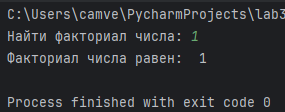 C:\Users\camve\PycharmProjects\lab3
Найти факториал числа: 1
Факториал числа равен:  1
Process finished with exit code 0